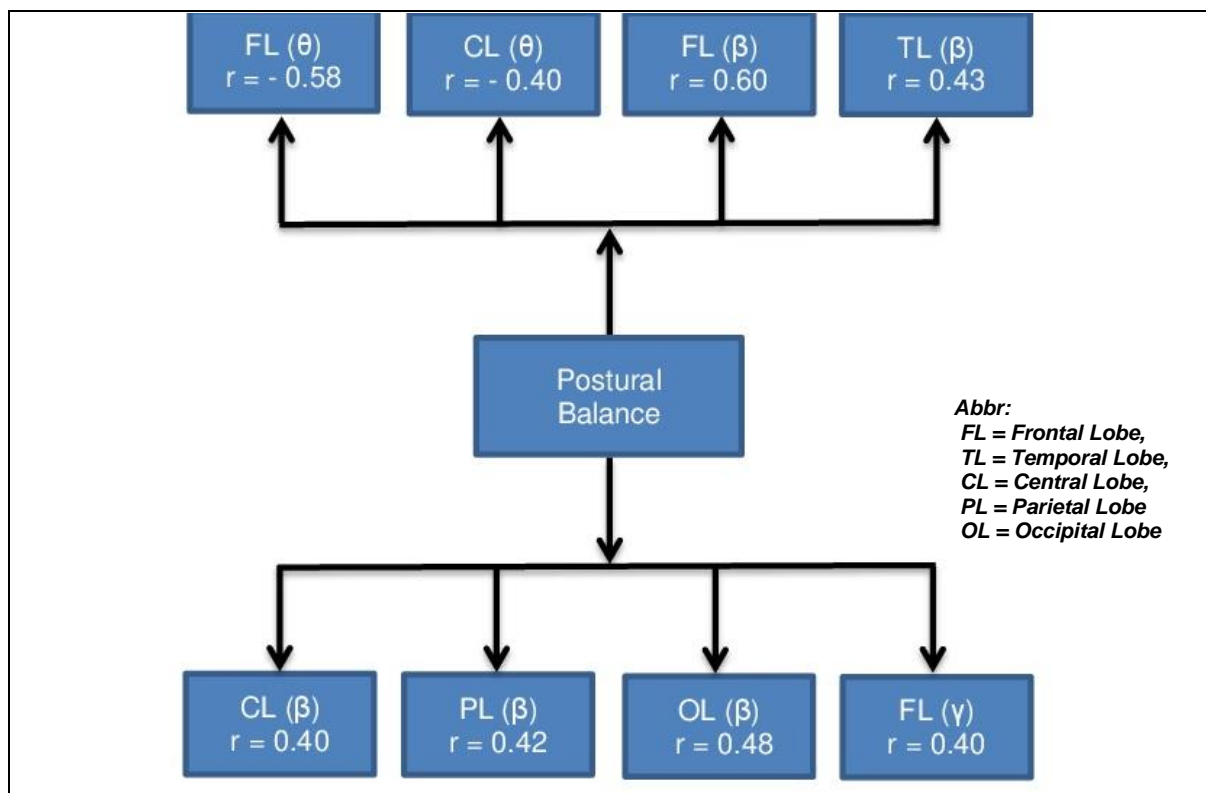 FL (θ)
r = - 0.58
CL (θ)
r = - 0.40
FL (β)
r = 0.60
TL (β)
r = 0.43
Postural
Balance
Abbr:
FL = Frontal Lobe,
TL = Temporal Lobe,
CL = Central Lobe,
PL = Parietal Lobe
OL = Occipital Lobe
CL (β)
r = 0.40
PL (β)
r = 0.42
OL (β)
r = 0.48
FL (γ)
r = 0.40